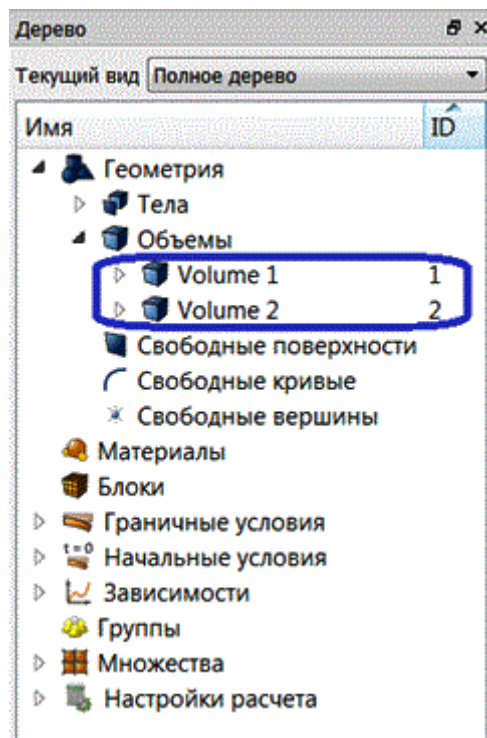 Дерево
Текущий вид Полное дерево
Имя ID
Геометрия
Тела
Объемы
Volume 1 1
Volume 2 2
Свободные поверхности
Свободные кривые
Свободные вершины
Материалы
Блоки
Граничные условия
t=0 Начальные условия
Зависимости
Группы
Множества
Настройки расчета